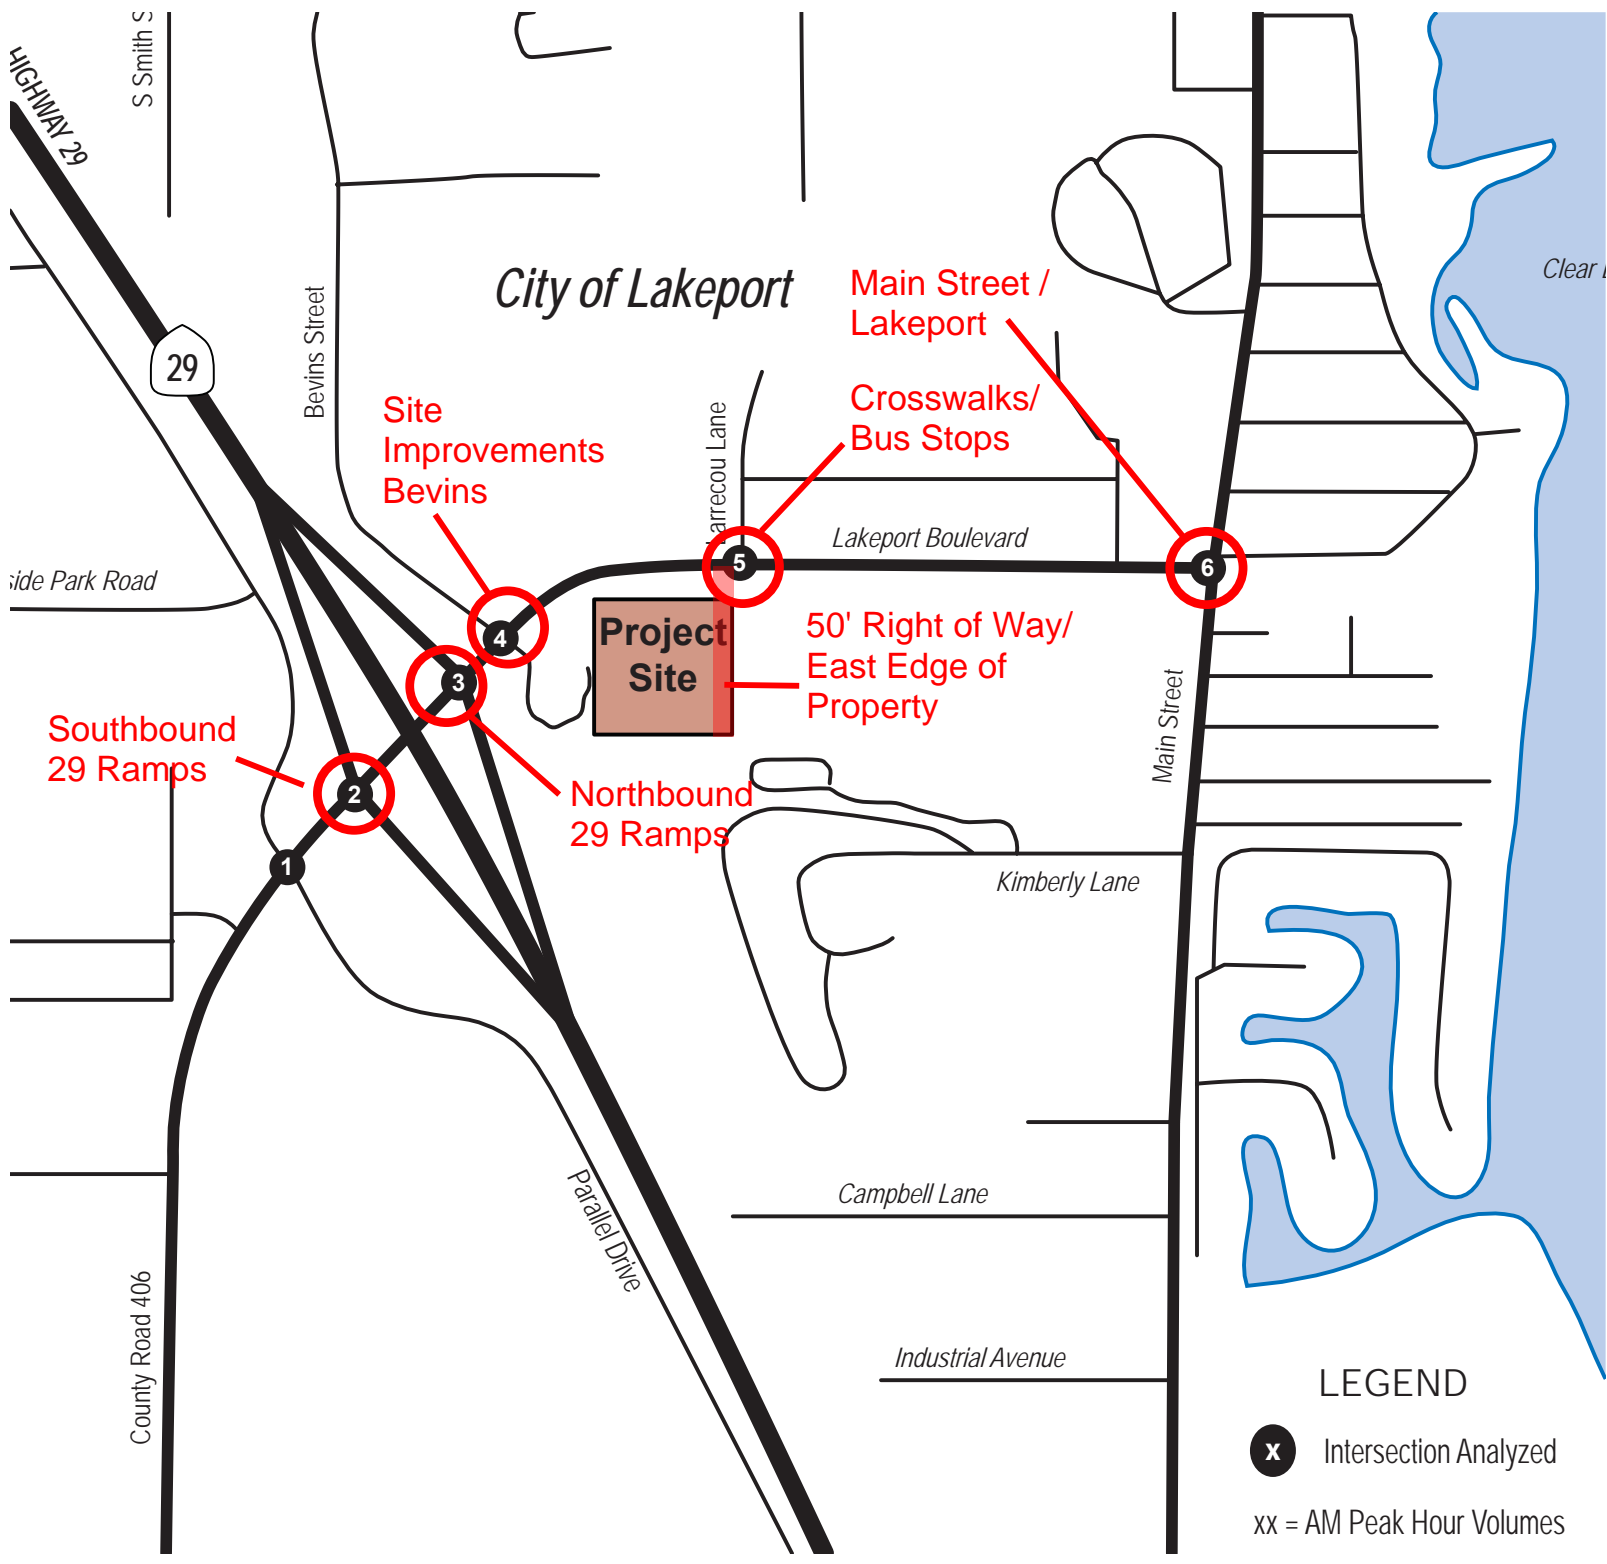 S Smith S
HIGHWAY 29
29
Bevins Street
City of Lakeport
Main Street /
Lakeport
Clear
Site
Improvements
Bevins
Larrecou Lane
Crosswalks/
Bus Stops
Lakeport Boulevard
side Park Road
5
6
4
3
2
1
Project
Site
50' Right of Way/
East Edge of
Property
Southbound
29 Ramps
Northbound
29 Ramps
Main Street
Kimberly Lane
Parallel Drive
Campbell Lane
County Road 406
Industrial Avenue
LEGEND
x Intersection Analyzed
xx = AM Peak Hour Volumes